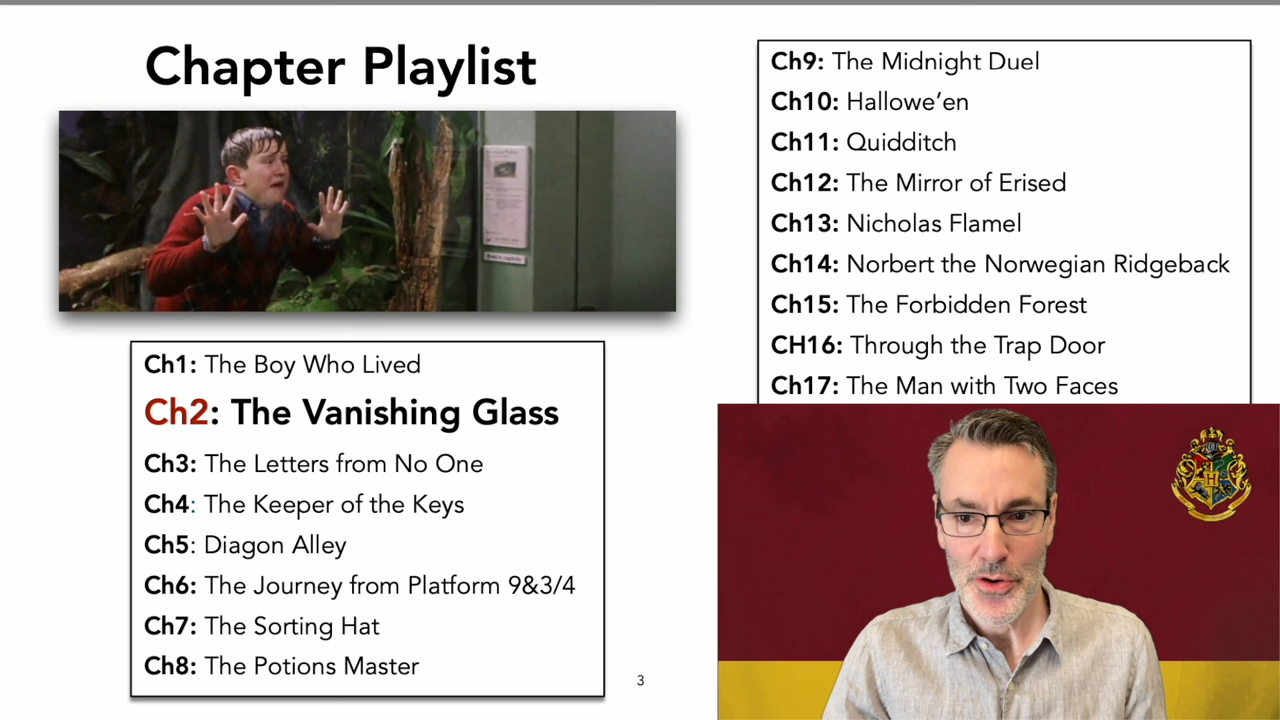 Chapter Playlist
Ch1: The Boy Who Lived
Ch2: The Vanishing Glass
Ch3: The Letters from No One
Ch4: The Keeper of the Keys
Ch5: Diagon Alley
Ch6: The Journey from Platform 9&3/4
Ch7: The Sorting Hat
Ch8: The Potions Master
Ch9: The Midnight Duel
Ch10: Hallowe’en
Ch11: Quidditch
Ch12: The Mirror of Erised
Ch13: Nicholas Flamel
Ch14: Norbert the Norwegian Ridgeback
Ch15: The Forbidden Forest
CH16: Through the Trap Door
Ch17: The Man with Two Faces
3